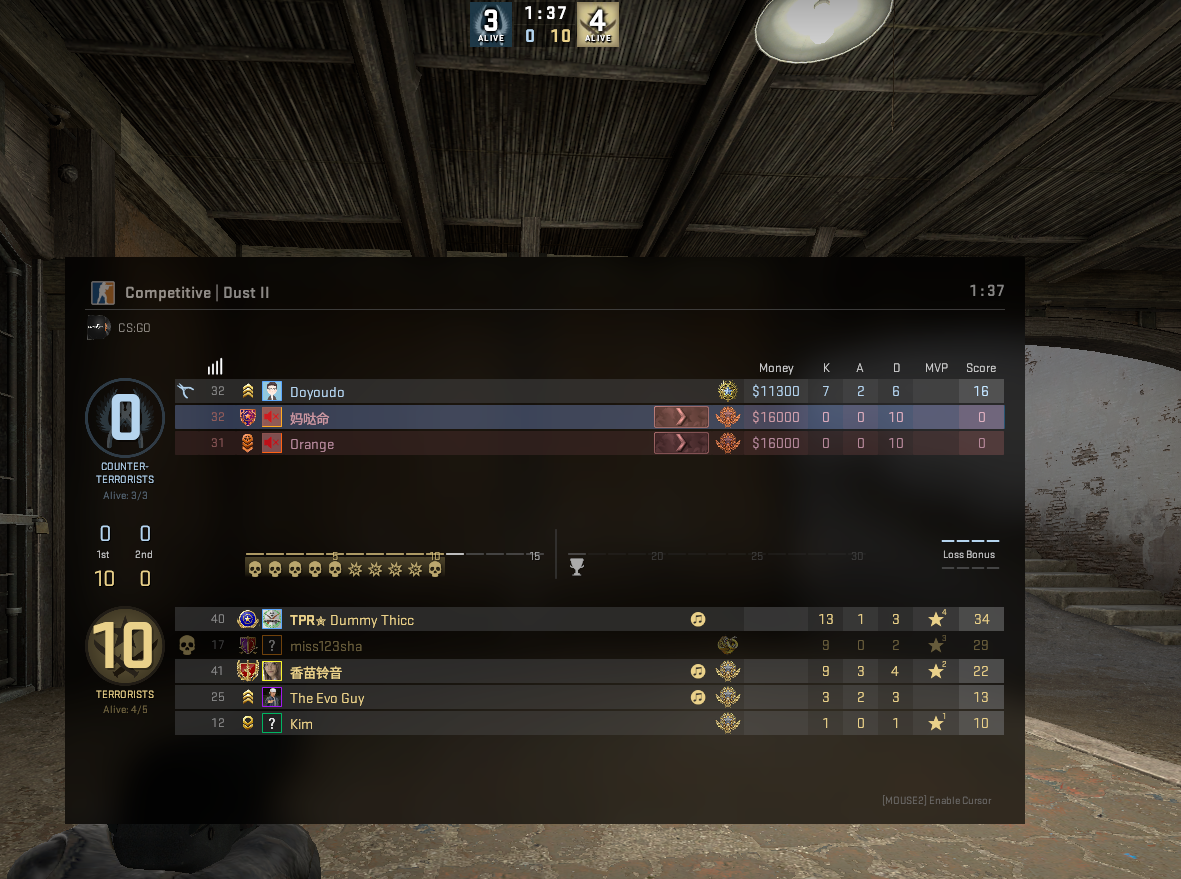 3 1:37 4
ALIVE 0 10 ALIVE
Competitive | Dust II 1:37
CS:GO
Money K A D MVP Score
32 Doyoudo $11300 7 2 6 16
32 妈哒命 $16000 0 0 10 0
31 Orange $16000 0 0 10 0
0
COUNTER-
TERRORISTS
Alive: 3/3
0 0
1st 2nd
10 0
5 10 15 20 25 30
Loss Bonus
40 TPR★ Dummy Thicc 13 1 3 4 34
17 ? miss123sha 9 0 2 3 29
41 香苗铃音 9 3 4 2 22
25 The Evo Guy 3 2 3 13
12 ? Kim 1 0 1 1 10
10
TERRORISTS
Alive: 4/5
[MOUSE2] Enable Cursor